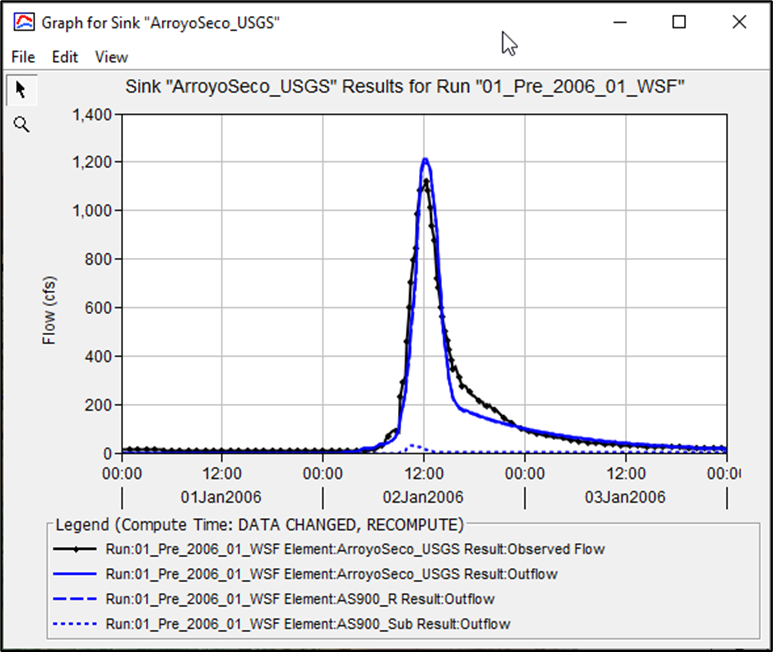 Graph for Sink "ArroyoSeco_USGS"
File Edit View
Sink "ArroyoSeco_USGS" Results for Run "01_Pre_2006_01_WSF"
1,400
1,200
1,000
800
600
400
200
0
Flow (cfs)
00:00 12:00 00:00 12:00 00:00 12:00 00:0
01Jan2006 02Jan2006 03Jan2006
Legend (Compute Time: DATA CHANGED, RECOMPUTE)
Run:01_Pre_2006_01_WSF Element:ArroyoSeco_USGS Result:Observed Flow
Run:01_Pre_2006_01_WSF Element:ArroyoSeco_USGS Result:Outflow
Run:01_Pre_2006_01_WSF Element:AS900_R Result:Outflow
Run:01_Pre_2006_01_WSF Element:AS900_Sub Result:Outflow